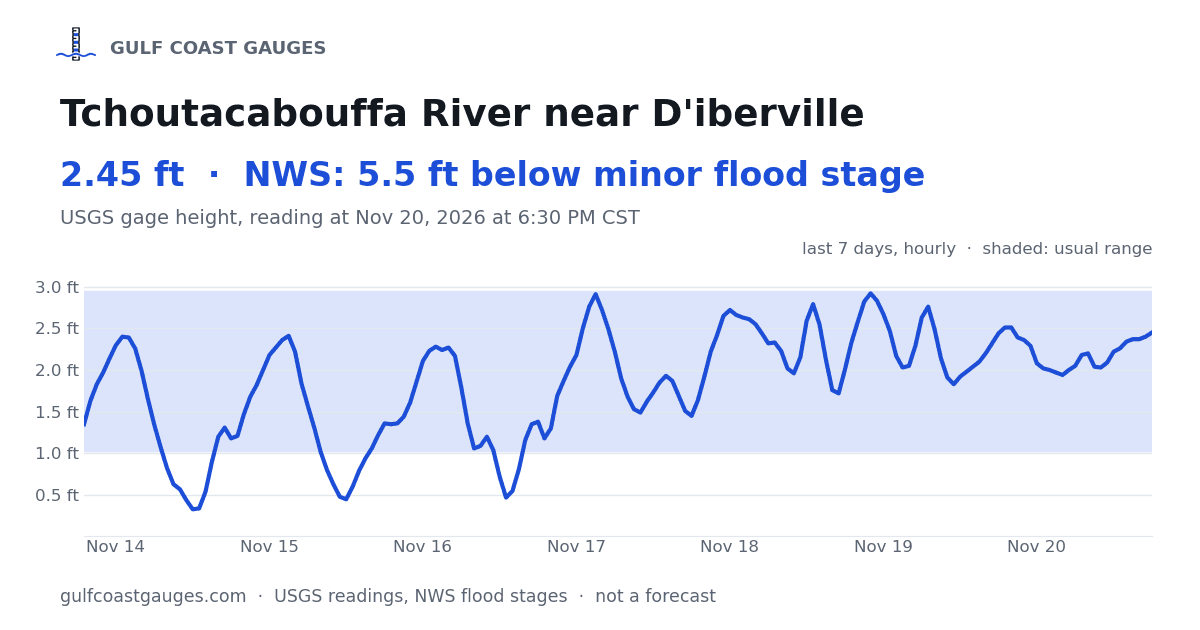 GULF COAST GAUGES
Tchoutacabouffa River near D'iberville
2.45 ft · NWS: 5.5 ft below minor flood stage
USGS gage height, reading at Nov 20, 2026 at 6:30 PM CST
last 7 days, hourly · shaded: usual range
3.0 ft
2.5 ft
2.0 ft
1.5 ft
1.0 ft
0.5 ft
Nov 14 Nov 15 Nov 16 Nov 17 Nov 18 Nov 19 Nov 20
gulfcoastgauges.com · USGS readings, NWS flood stages · not a forecast